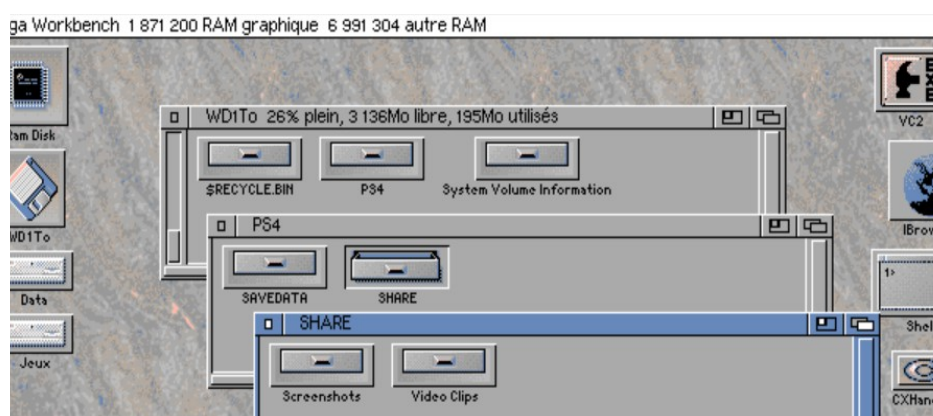 ga Workbench 1 871 200 RAM graphique 6 991 304 autre RAM
am Disk
WD1To 26% plein, 3 136Mo libre, 195Mo utilisés
VC2
$RECYCLE.BIN PS4 System Volume Information
WD1To
PS4
IBrow
SAVEDATA SHARE
1>
Data
SHARE
Shel
Jeux
Screenshots Video Clips
CXHan